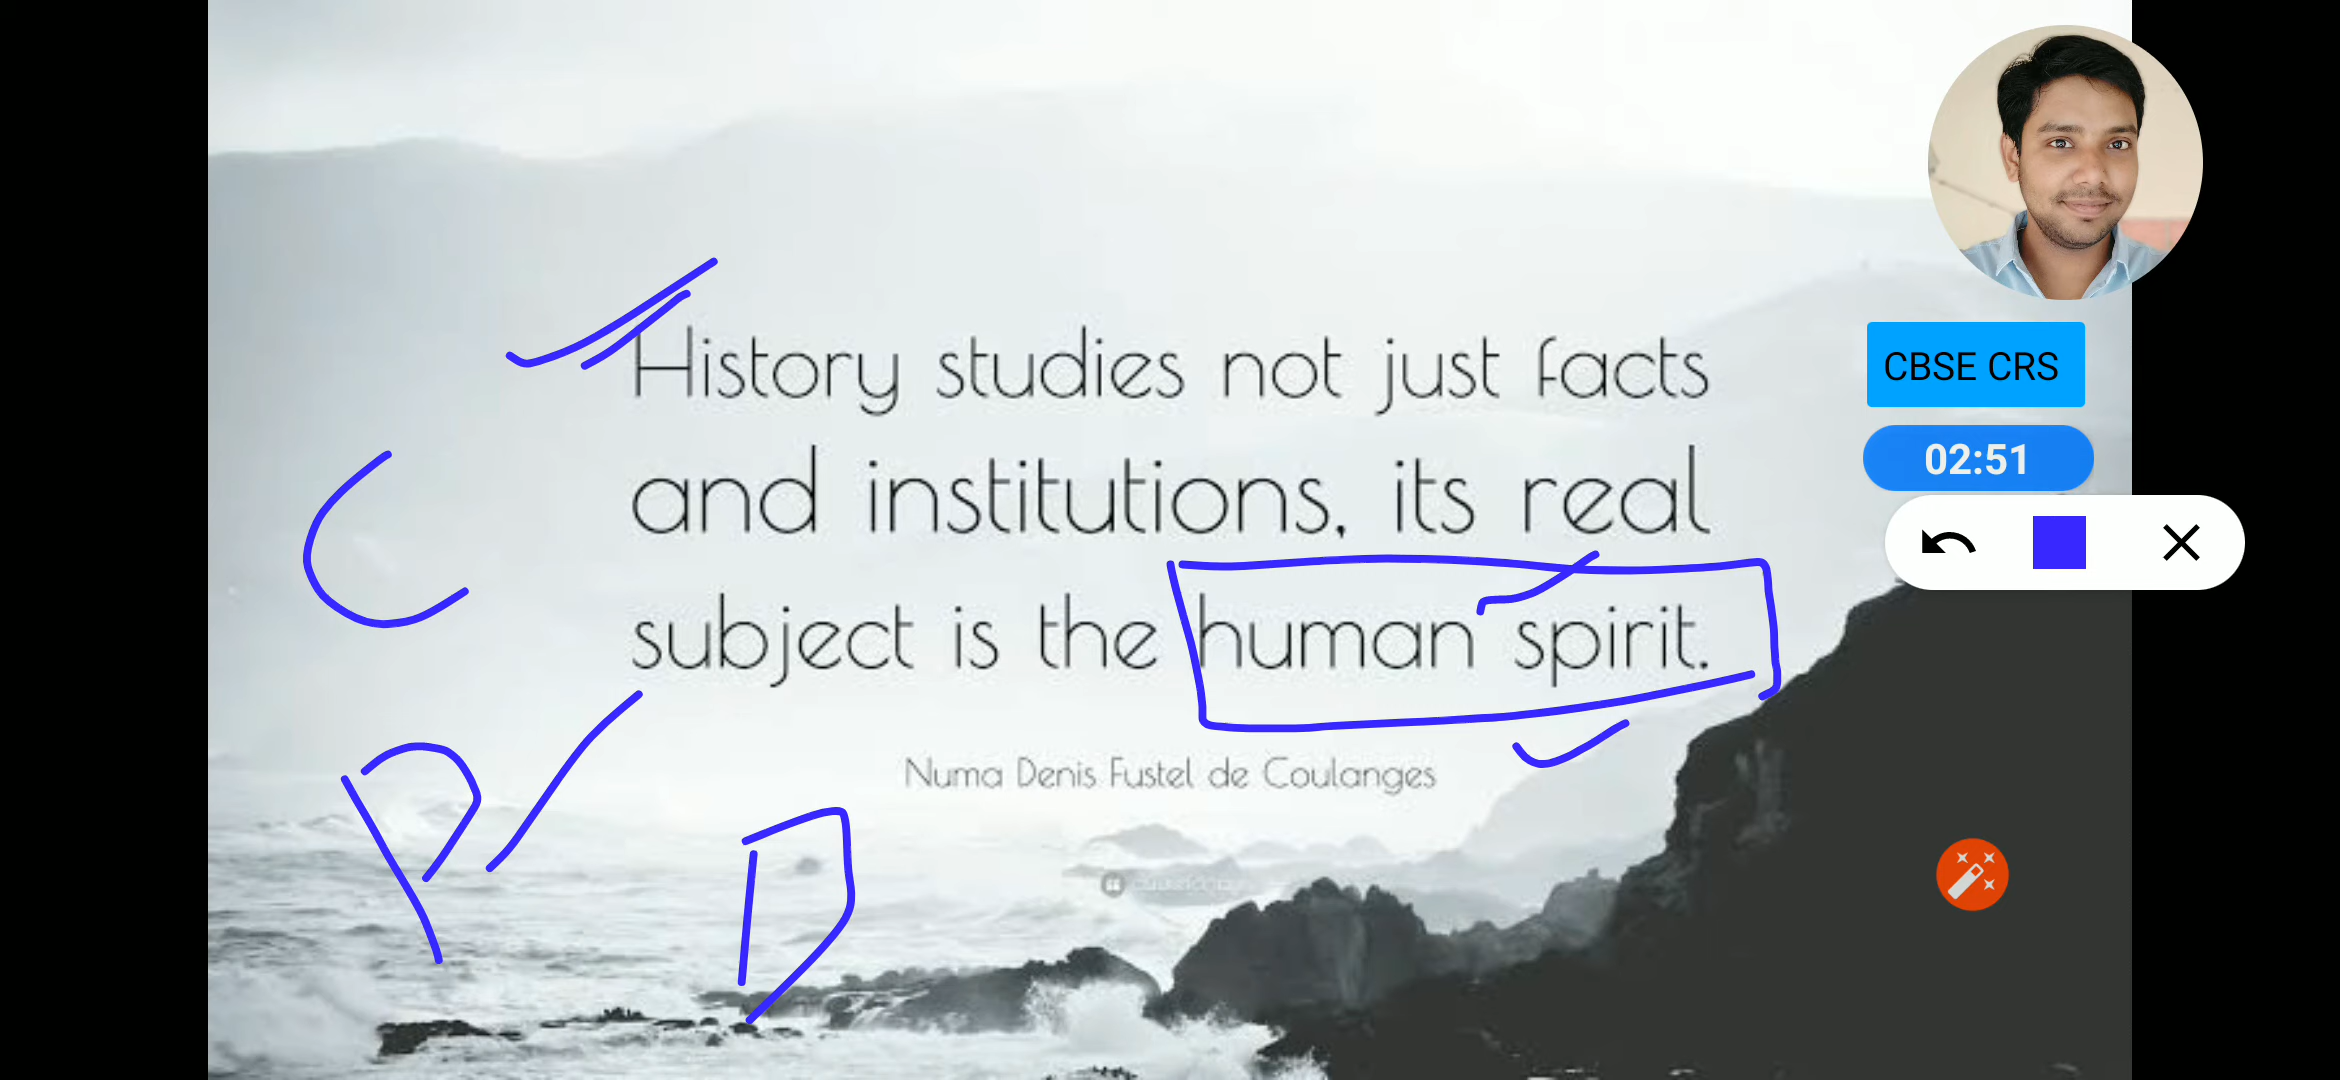 History studies not just facts
and institutions, its real
subject is the human spirit.
Numa Denis Fustel de Coulanges
CBSE CRS
02:51
C
P
D